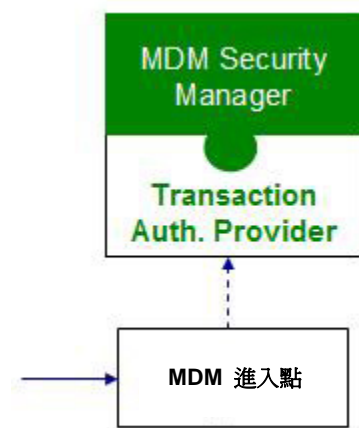 MDM Security
Manager
Transaction
Auth. Provider
MDM 進入點